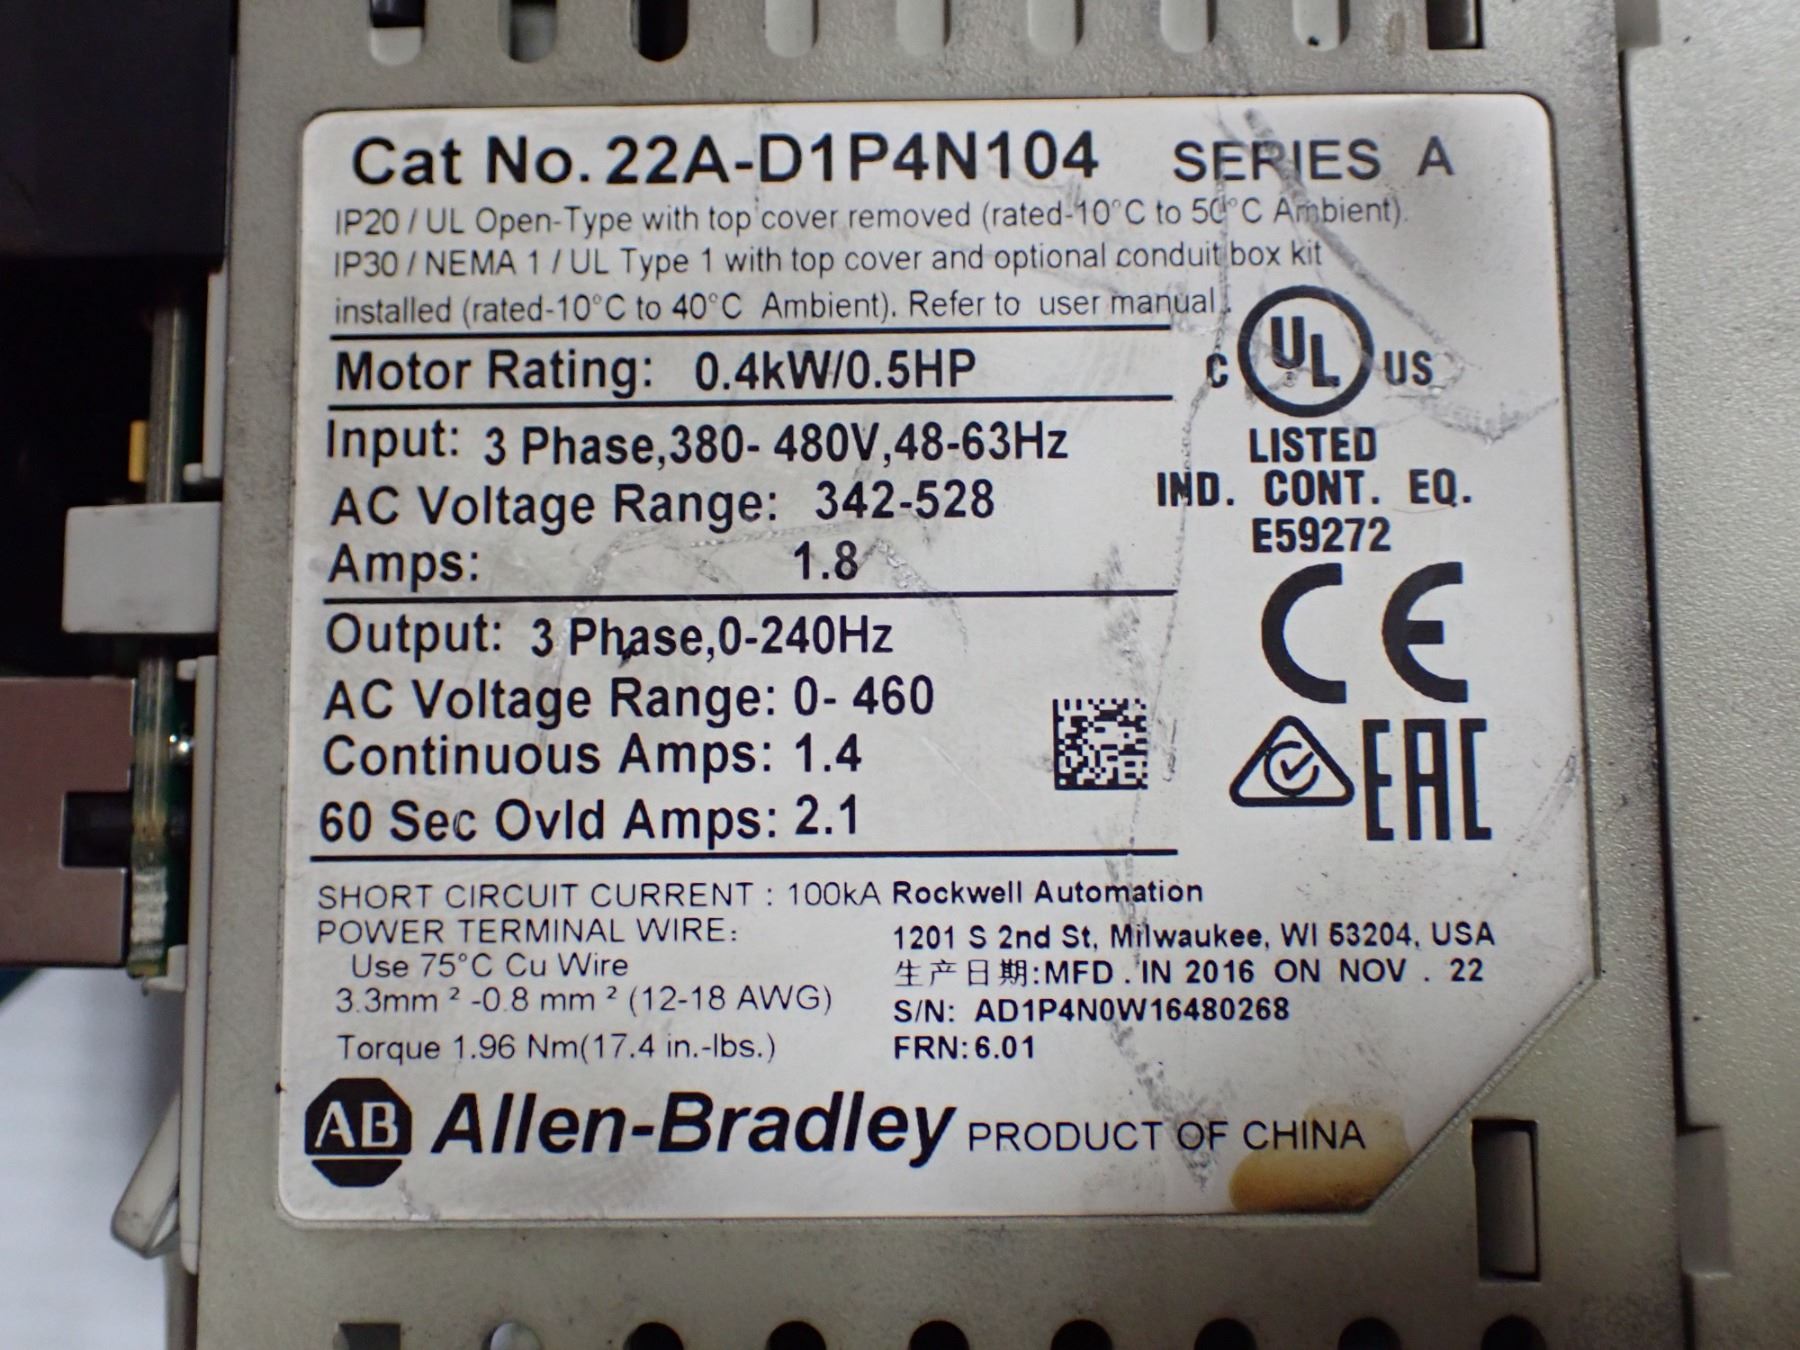 Cat No. 22A-D1P4N104 SERIES A
IP20 / UL Open-Type with top cover removed (rated-10°C to 50°C Ambient).
IP30 / NEMA 1 / UL Type 1 with top cover and optional conduit box kit
installed (rated-10°C to 40°C Ambient). Refer to user manual.
Motor Rating: 0.4kW/0.5HP
C UL US
® 
Input: 3 Phase,380- 480V,48-63Hz
LISTED
AC Voltage Range: 342-528
IND. CONT. EQ.
Amps: 1.8
E59272
CE
Output: 3 Phase,0-240Hz
AC Voltage Range: 0- 460
Continuous Amps: 1.4
EAC
60 Sec Ovld Amps: 2.1
SHORT CIRCUIT CURRENT : 100kA Rockwell Automation
POWER TERMINAL WIRE: 1201 S 2nd St, Milwaukee, WI 53204, USA
Use 75°C Cu Wire 生产日期:MFD . IN 2016 ON NOV . 22
3.3mm ² -0.8 mm ² (12-18 AWG) S/N: AD1P4N0W16480268
Torque 1.96 Nm(17.4 in.-lbs.) FRN: 6.01
AB Allen-Bradley PRODUCT OF CHINA